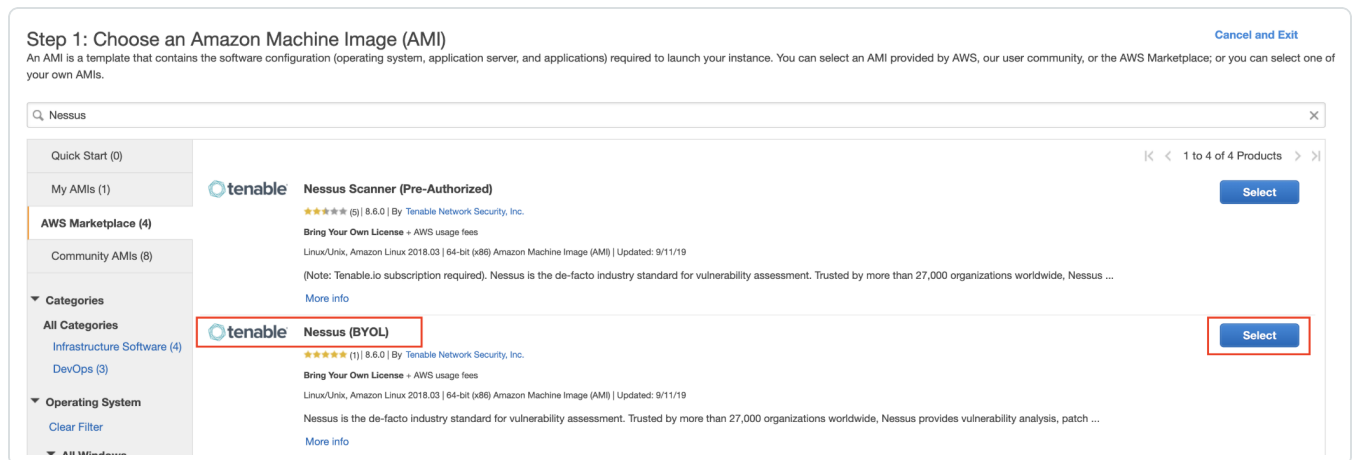 Step 1: Choose an Amazon Machine Image (AMI)
Cancel and Exit
An AMI is a template that contains the software configuration (operating system, application server, and applications) required to launch your instance. You can select an AMI provided by AWS, our user community, or the AWS Marketplace; or you can select one of
your own AMIs.
Nessus
Quick Start (0)
My AMIs (1)
AWS Marketplace (4)
Community AMIs (8)
Categories
All Categories
Infrastructure Software (4)
DevOps (3)
Operating System
Clear Filter
All Windows
1 to 4 of 4 Products
tenable Nessus Scanner (Pre-Authorized)
Select
(5) | 8.6.0 | By Tenable Network Security, Inc.
Bring Your Own License + AWS usage fees
Linux/Unix, Amazon Linux 2018.03 | 64-bit (x86) Amazon Machine Image (AMI) | Updated: 9/11/19
(Note: Tenable.io subscription required). Nessus is the de-facto industry standard for vulnerability assessment. Trusted by more than 27,000 organizations worldwide, Nessus ...
More info
tenable Nessus (BYOL)
Select
(1) | 8.6.0 | By Tenable Network Security, Inc.
Bring Your Own License + AWS usage fees
Linux/Unix, Amazon Linux 2018.03 | 64-bit (x86) Amazon Machine Image (AMI) | Updated: 9/11/19
Nessus is the de-facto industry standard for vulnerability assessment. Trusted by more than 27,000 organizations worldwide, Nessus provides vulnerability analysis, patch ...
More info